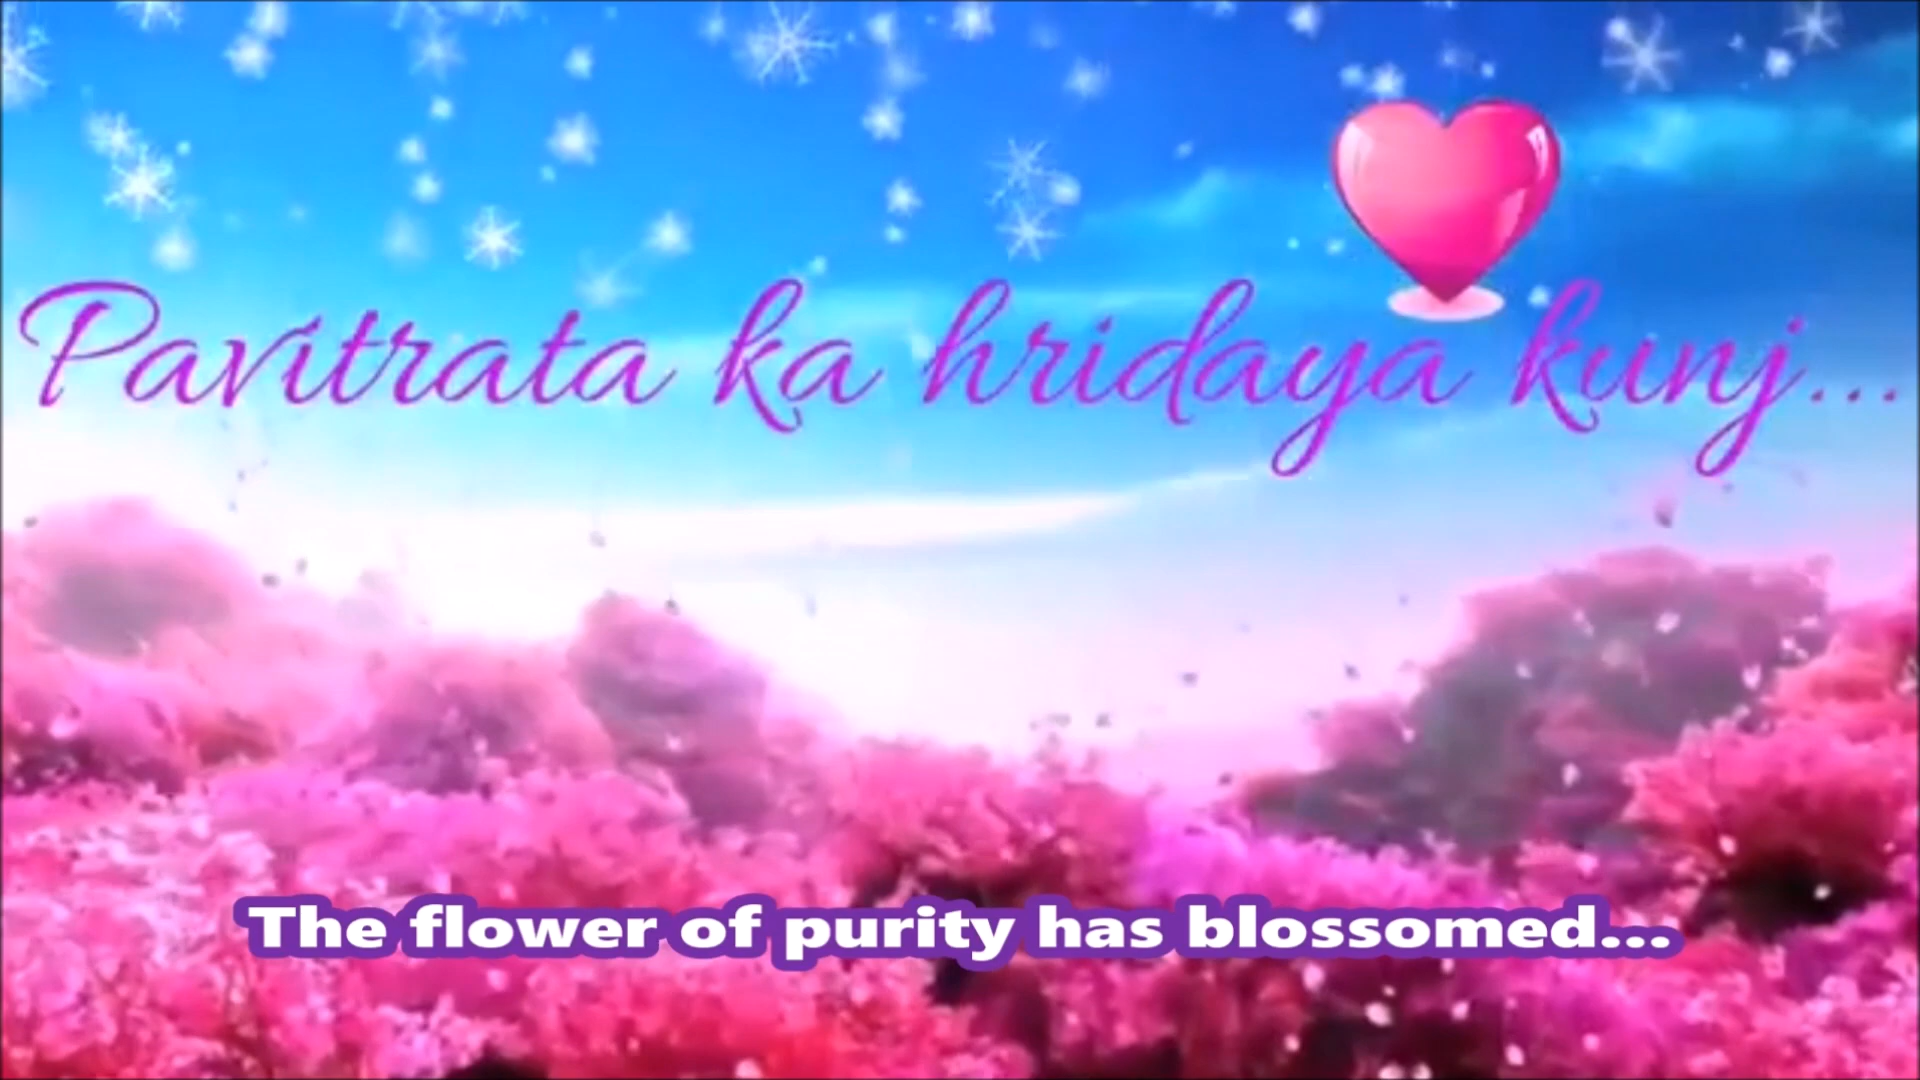 Pavitrata ka hridaya kunj...
The flower of purity has blossomed...